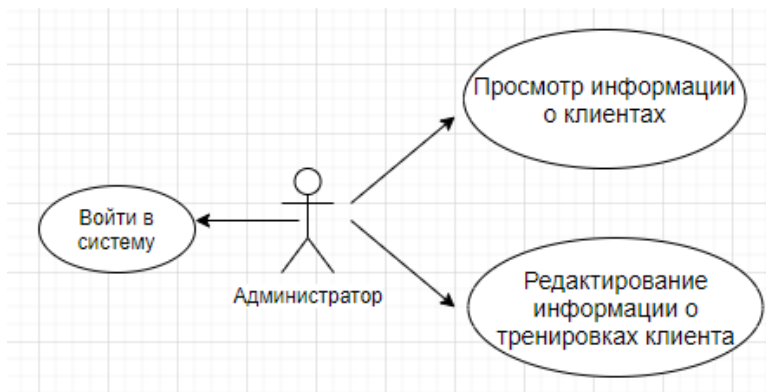 Просмотр информации
о клиентах
Войти в
систему
Администратор
Редактирование
информации о
тренировках клиента